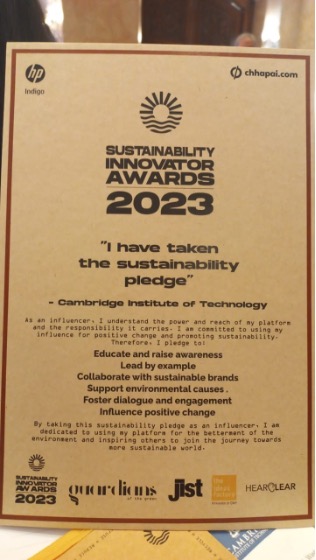 hp
Indigo
chhapai.com
SUSTAINABILITY
INNOVATOR
AWARDS
2023
"I have taken
the sustainability
pledge"
- Cambridge Institute of Technology
As an influencer, I understand the power and reach of my platform
and the responsibility it carries. I am committed to using my
influence for positive change and promoting sustainability.
Therefore, I pledge to:
Educate and raise awareness
Lead by example
Collaborate with sustainable brands
Support environmental causes .
Foster dialogue and engagement
Influence positive change
By taking this sustainability pledge as an influencer, I am
dedicated to using my platform for the betterment of the
environment and inspiring others to join the journey towards
more sustainable world.
SUSTAINABILITY
INNOVATOR
AWARDS
2023
guardians
of the green
JIST
HEAR CLEAR